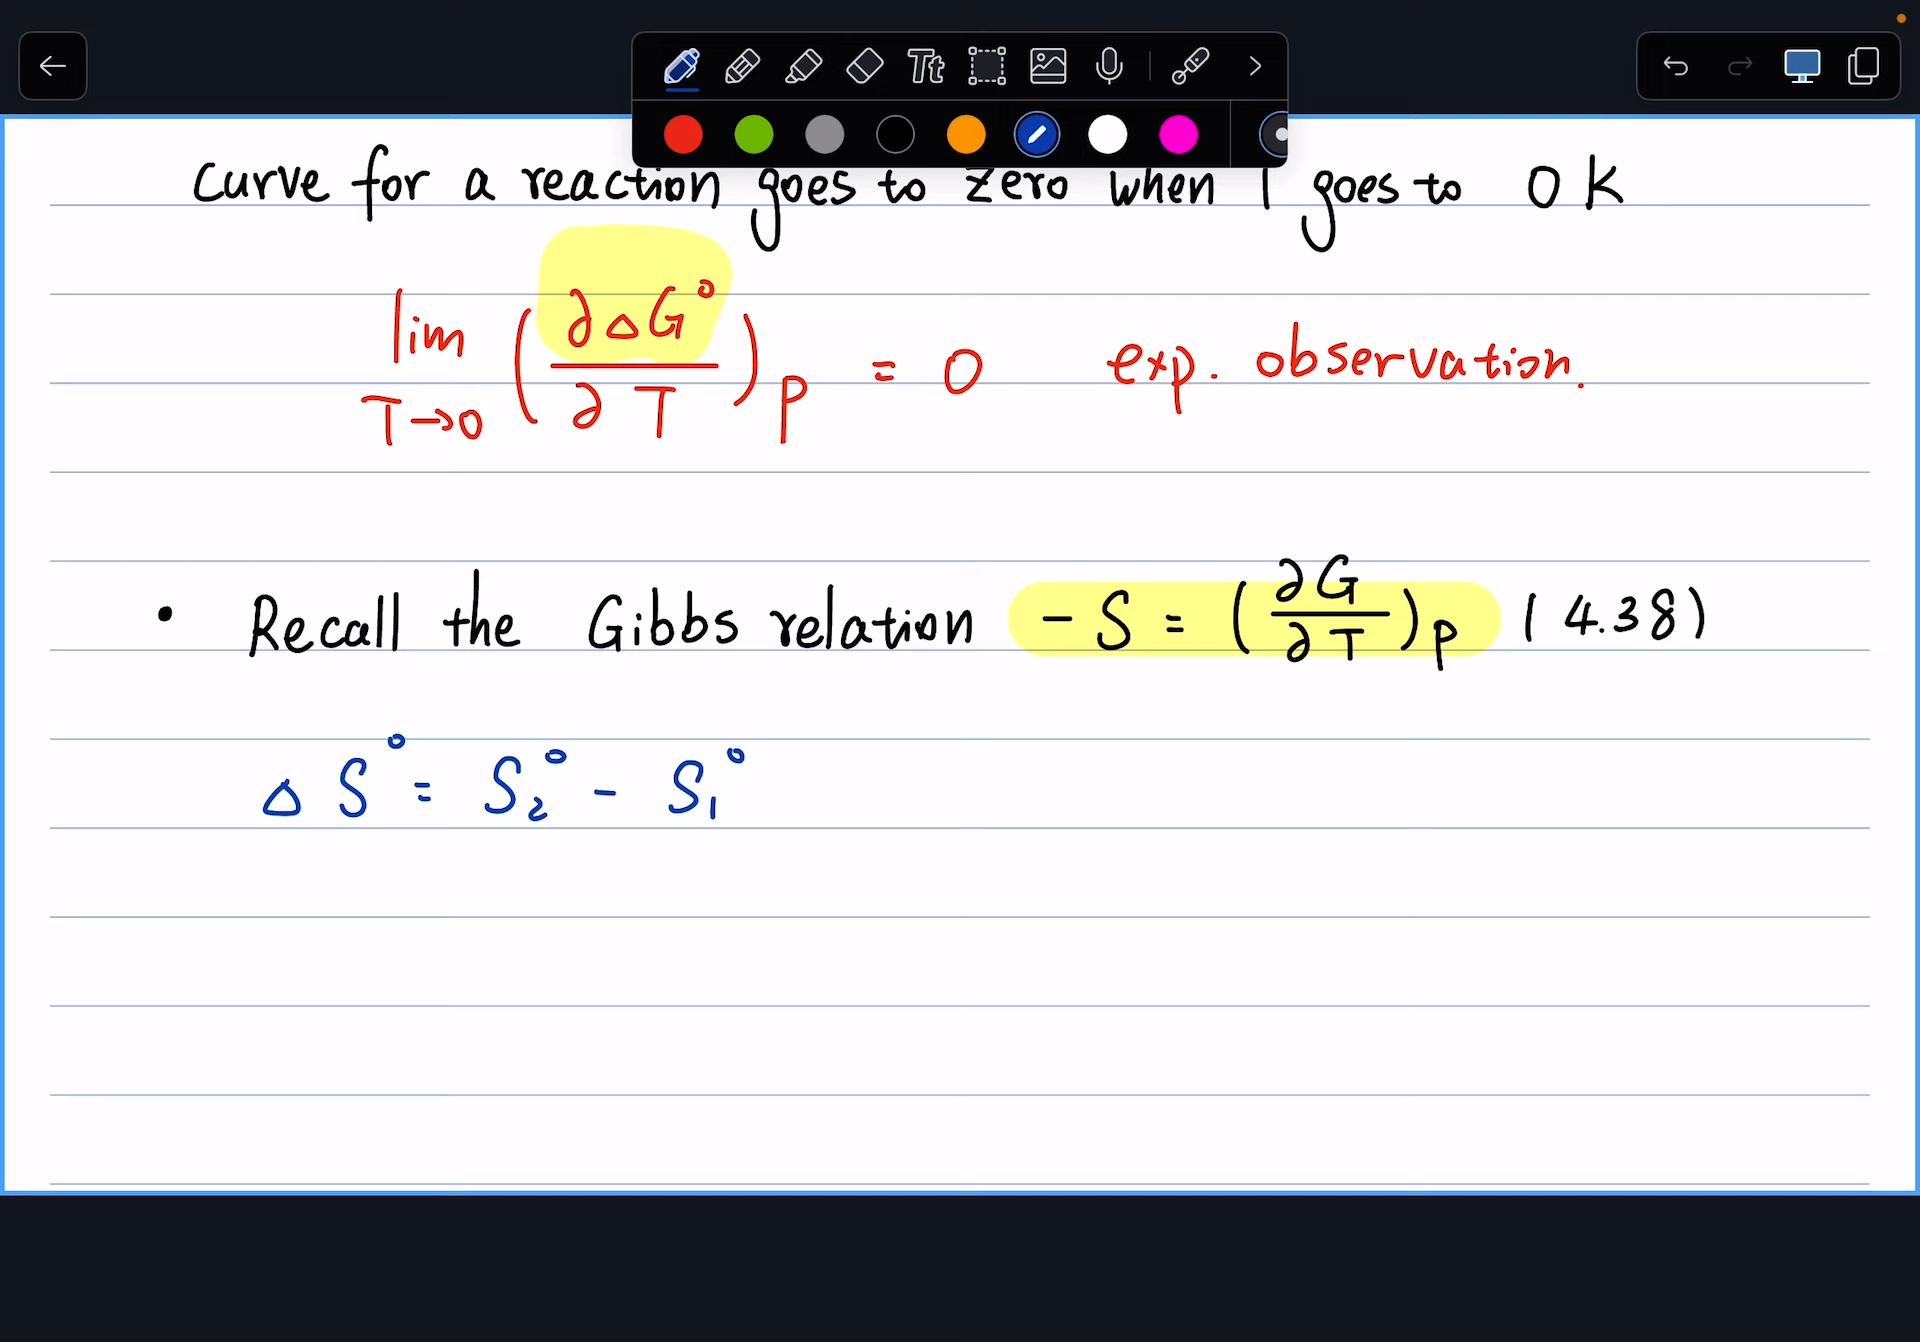 Tt
curve for a reaction goes to zero when T goes to 0 K
lim T→0 (∂ΔG° / ∂T)P = 0 exp. observation.
• Recall the Gibbs relation -S = (∂G / ∂T)P (4.38)
ΔS° = S₂° - S₁°